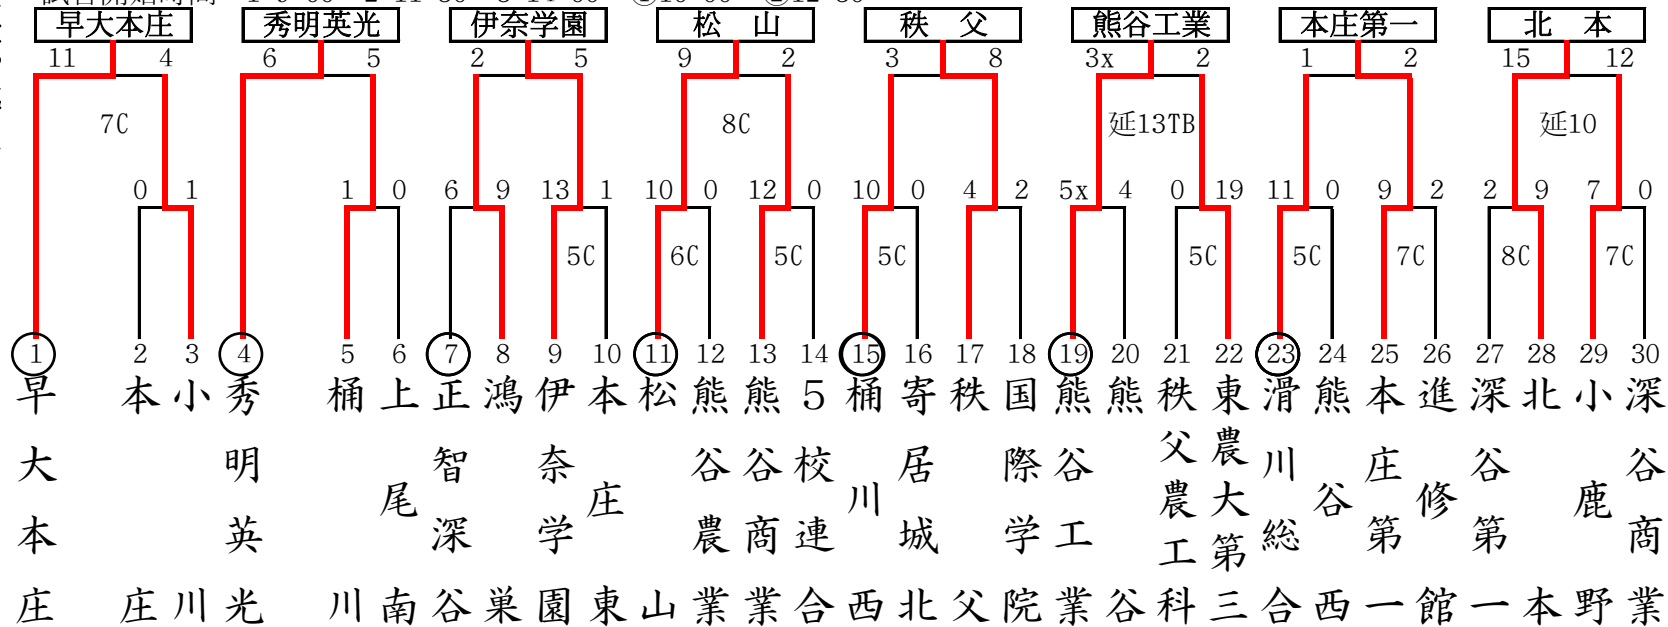 早大本庄 秀明英光 伊奈学園 松山 秩父 熊谷工業 本庄第一 北本
11 4 6 5 2 5 9 2 3 8 3x 2 1 2 15 12
7C 8C 延13TB 延10
0 1 1 0 6 9 13 1 10 0 12 0 10 0 4 2 5x 4 0 19 11 0 9 2 2 9 7 0
5C 6C 5C 5C 5C 5C 7C 8C 7C
① 2 3 ④ 5 6 ⑦ 8 9 10 ⑪ 12 13 14 ⑮ 16 17 18 ⑲ 20 21 22 ㉓ 24 25 26 27 28 29 30
早大本庄
本庄
小川
秀明英光
桶川
上尾南
正智深谷
鴻巣
伊奈学園
本庄東
松山
熊谷農業
熊谷商業
5校連合
桶川西
寄居城北
秩父
国際学院
熊谷工業
熊谷
秩父農工科
東農大第三
滑川総合
熊谷西
本庄第一
進修館
深谷第一
北本
小鹿野
深谷商業